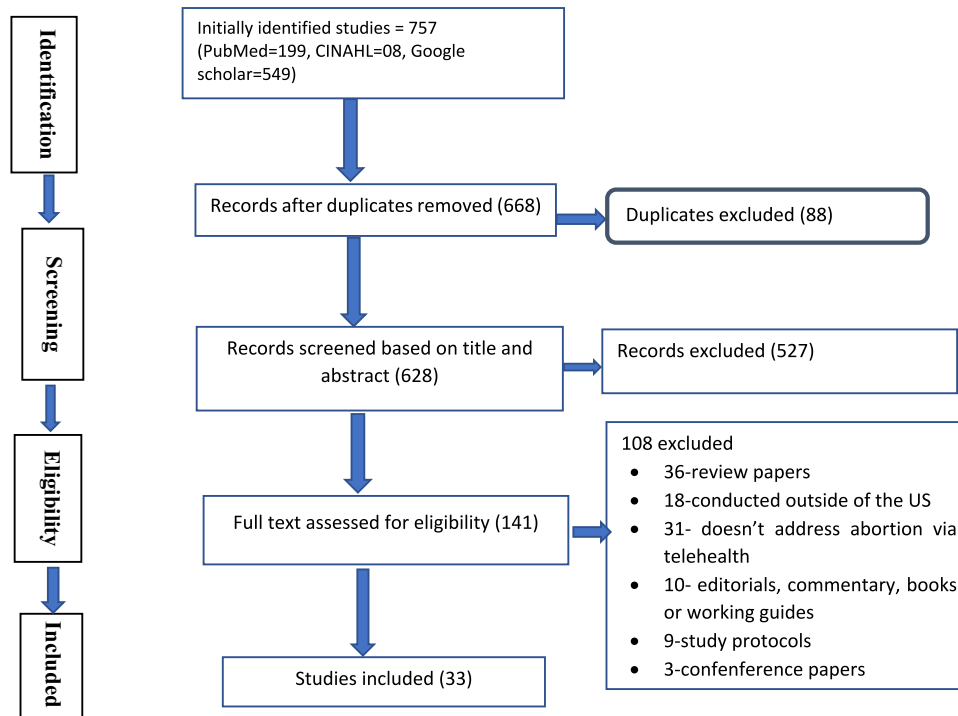 Identification
Initially identified studies = 757
(PubMed=199, CINAHL=08, Google
scholar=549)
Records after duplicates removed (668)
Duplicates excluded (88)
Screening
Records screened based on title and
abstract (628)
Records excluded (527)
Eligibility
Full text assessed for eligibility (141)
108 excluded
• 36-review papers
• 18-conducted outside of the US
• 31- doesn’t address abortion via
telehealth
• 10- editorials, commentary, books
or working guides
• 9-study protocols
• 3-confenference papers
Included
Studies included (33)